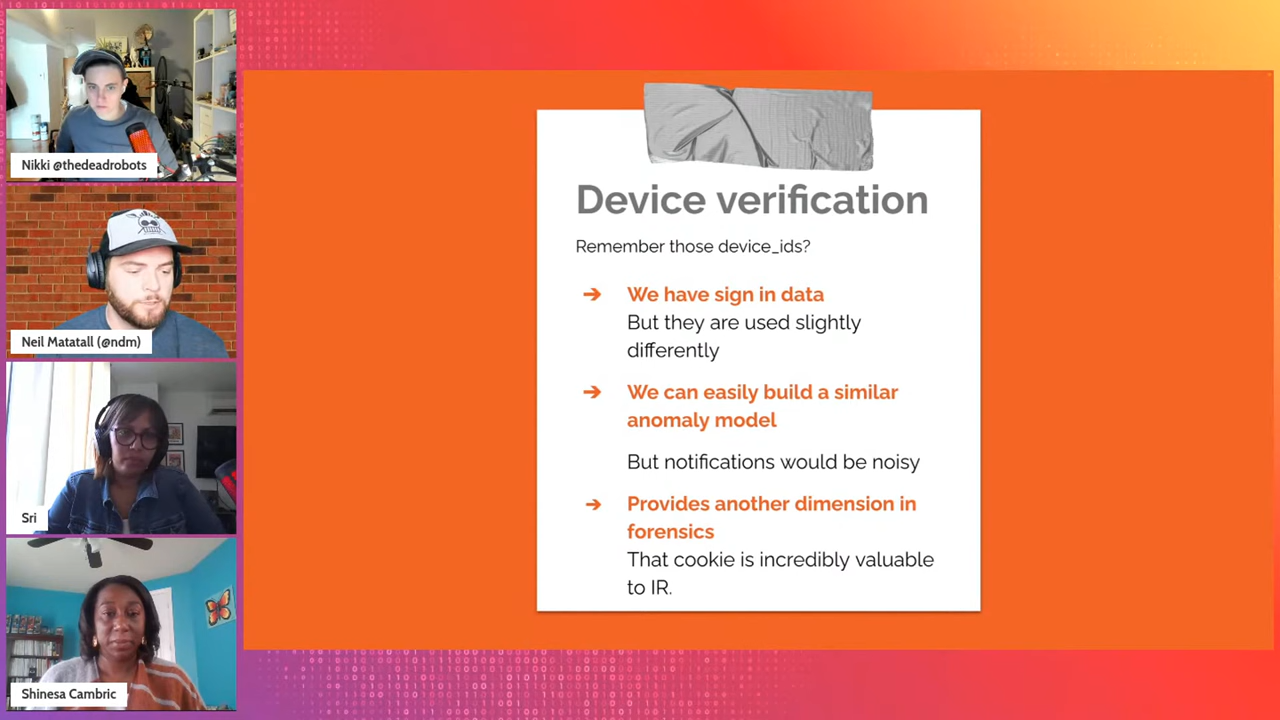 Nikki @thedeadrobots
Neil Matatall (@ndm)
Sri
Shinesa Cambric
Device verification
Remember those device_ids?
➔ We have sign in data
But they are used slightly
differently
➔ We can easily build a similar
anomaly model
But notifications would be noisy
➔ Provides another dimension in
forensics
That cookie is incredibly valuable
to IR.